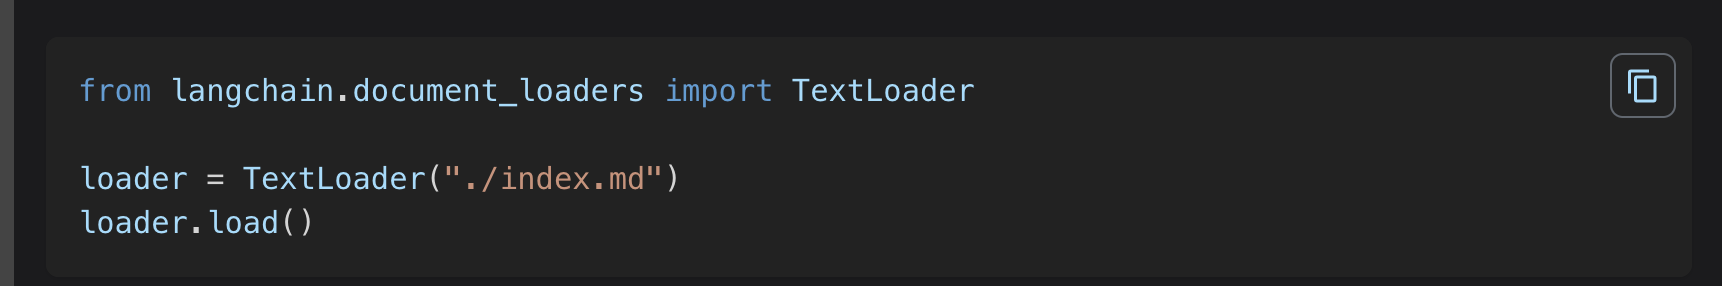 from langchain.document_loaders import TextLoader
loader = TextLoader("./index.md")
loader.load()